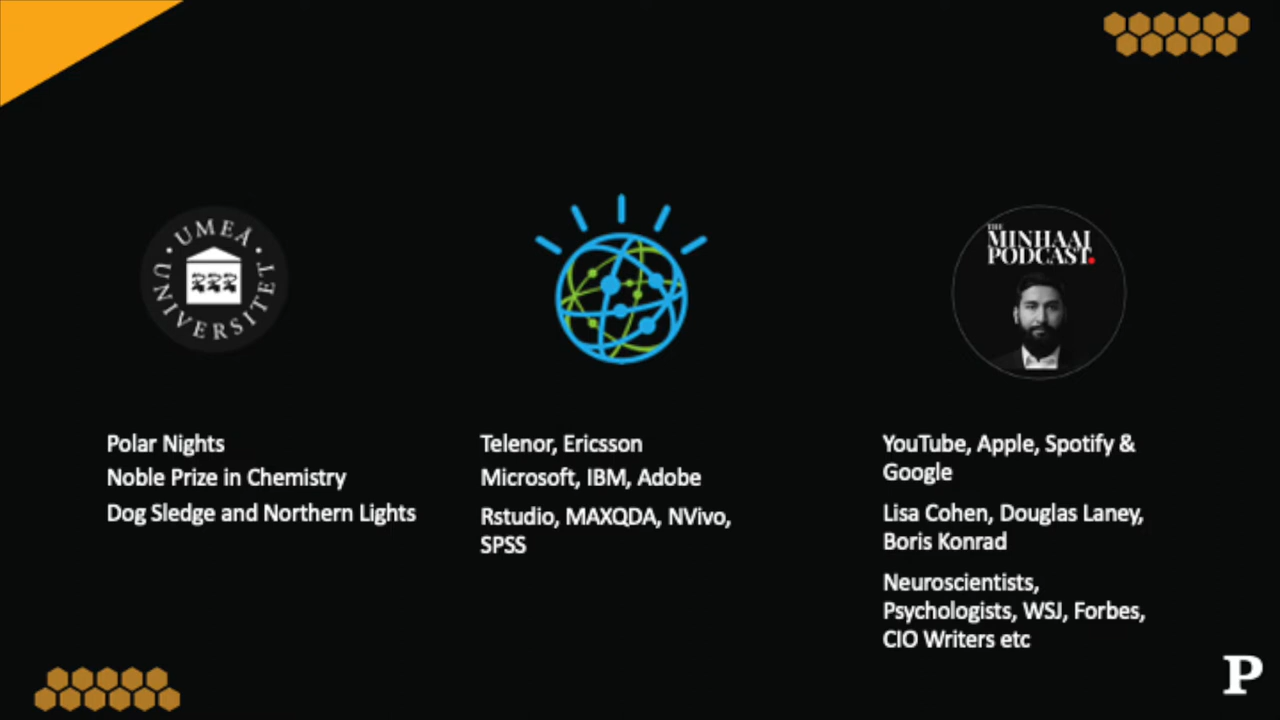 UMEÅ UNIVERSITET
Polar Nights
Noble Prize in Chemistry
Dog Sledge and Northern Lights
Telenor, Ericsson
Microsoft, IBM, Adobe
Rstudio, MAXQDA, NVivo,
SPSS
THE
MINHAAJ
PODCAST.
YouTube, Apple, Spotify &
Google
Lisa Cohen, Douglas Laney,
Boris Konrad
Neuroscientists,
Psychologists, WSJ, Forbes,
CIO Writers etc
P